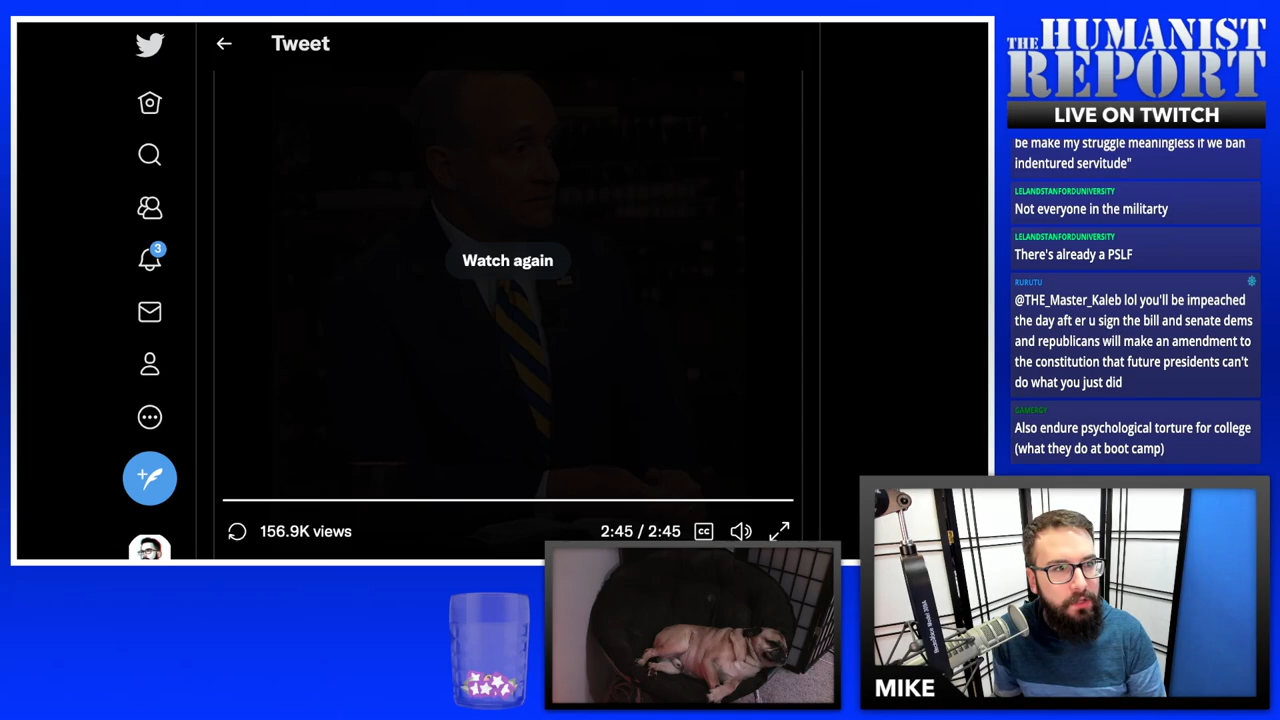 Tweet
Watch again
156.9K views
2:45 / 2:45
CC
3
THE HUMANIST
REPORT
LIVE ON TWITCH
be make my struggle meaningless if we ban
indentured servitude"
LELANDSTANFORDUNIVERSITY
Not everyone in the militarty
LELANDSTANFORDUNIVERSITY
There's already a PSLF
RURUTU
@THE_Master_Kaleb lol you'll be impeached
the day aft er u sign the bill and senate dems
and republicans will make an amendment to
the constitution that future presidents can't
do what you just did
GAMERGY
Also endure psychological torture for college
(what they do at boot camp)
MIKE